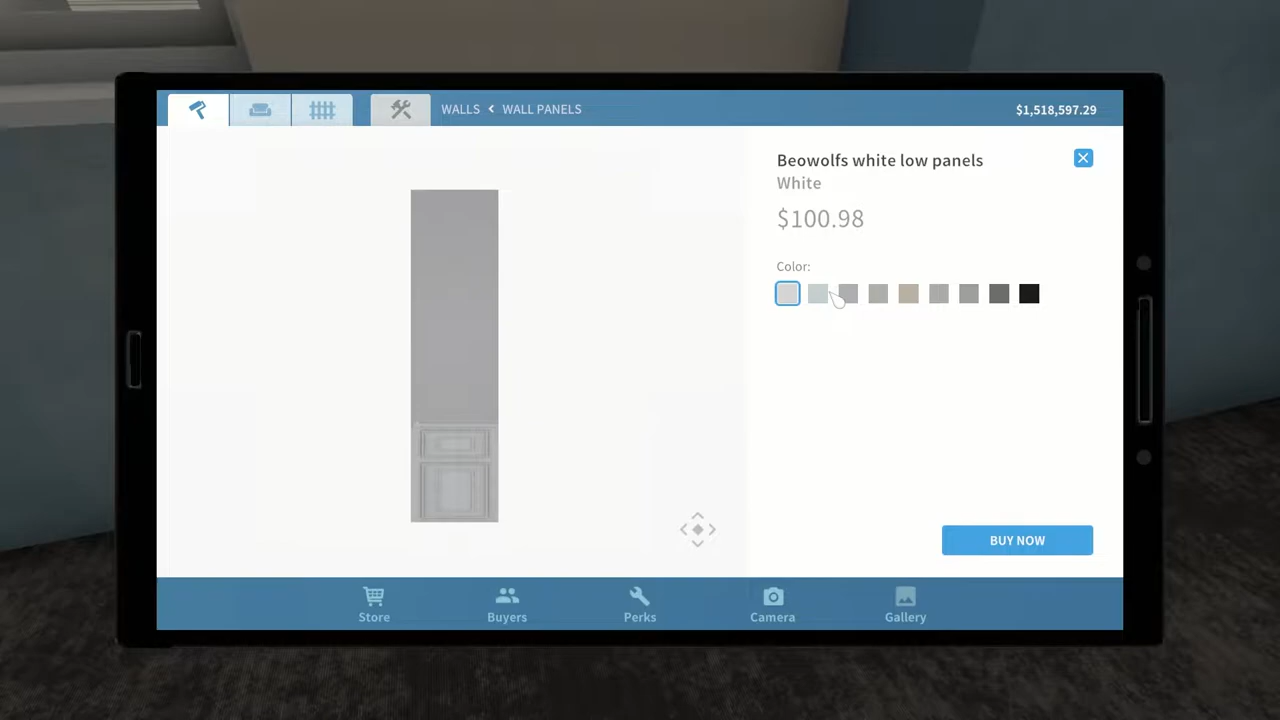 WALLS < WALL PANELS
$1,518,597.29
Beowolfs white low panels
White
$100.98
Color:
BUY NOW
Store
Buyers
Perks
Camera
Gallery